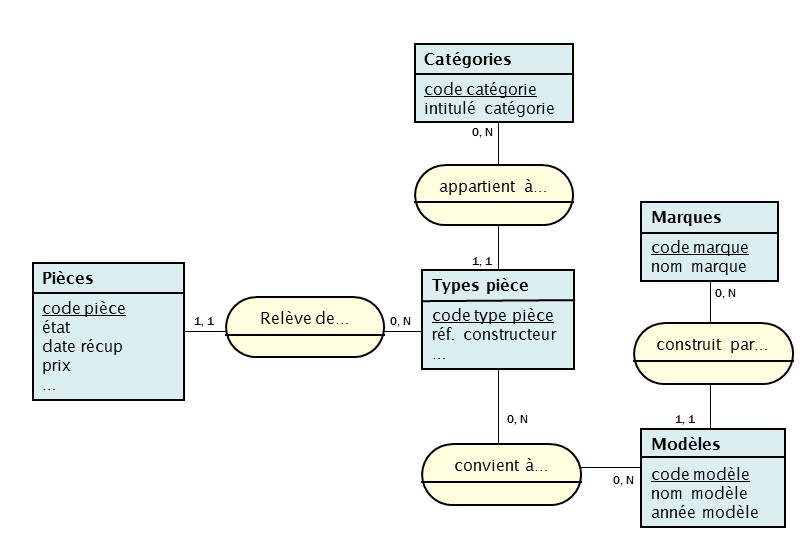 Catégories
code catégorie
intitulé catégorie
0, N
appartient à...
1, 1
Marques
code marque
nom marque
0, N
Pièces
code pièce
état
date récup
prix
...
1, 1
Relève de...
0, N
Types pièce
code type pièce
réf. constructeur
...
construit par...
1, 1
0, N
convient à...
0, N
Modèles
code modèle
nom modèle
année modèle